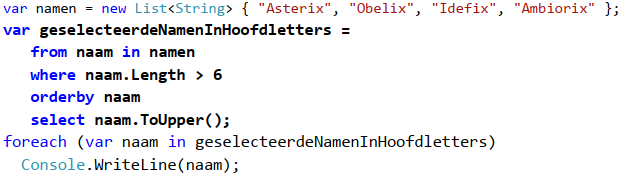 var namen = new List<String> { "Asterix", "Obelix", "Idefix", "Ambiorix" };
var geselecteerdeNamenInHoofdletters =
from naam in namen
where naam.Length > 6
orderby naam
select naam.ToUpper();
foreach (var naam in geselecteerdeNamenInHoofdletters)
Console.WriteLine(naam);